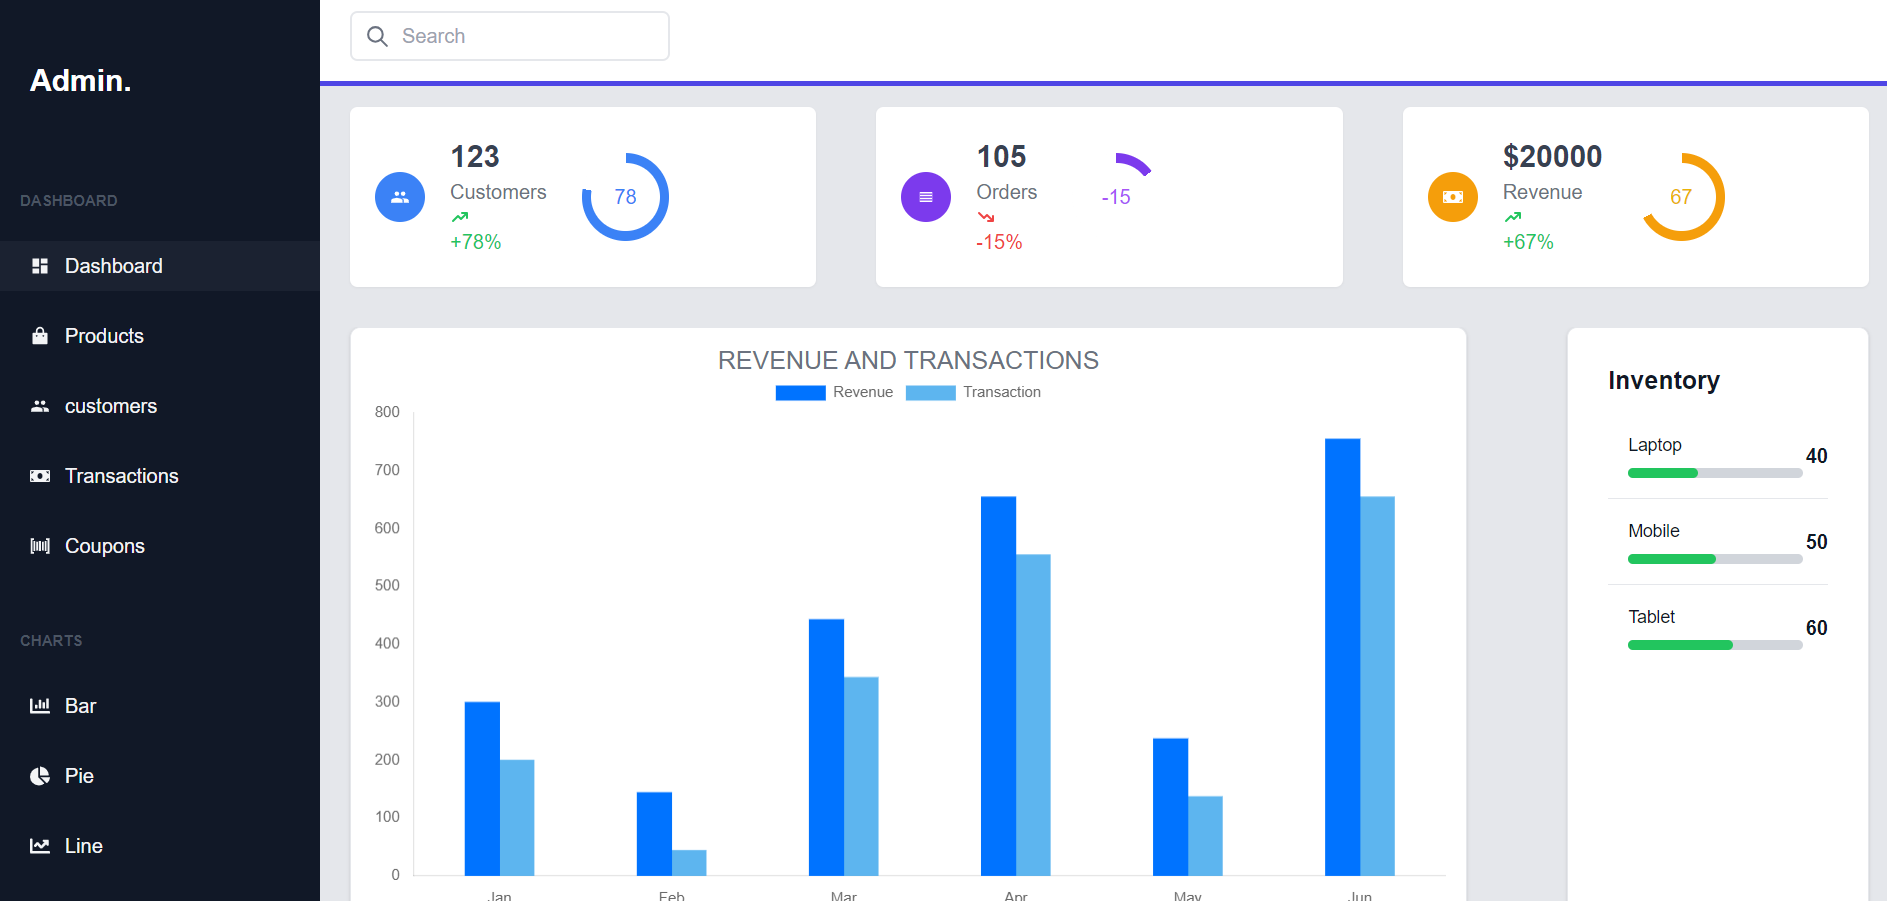 Admin.
DASHBOARD
Dashboard
Products
customers
Transactions
Coupons
CHARTS
Bar
Pie
Line
Search
123
Customers
+78%
78
105
Orders
-15%
-15
$20000
Revenue
+67%
67
REVENUE AND TRANSACTIONS
Revenue Transaction
800
700
600
500
400
300
200
100
0
Jan Feb Mar Apr May Jun
Inventory
Laptop
40
Mobile
50
Tablet
60